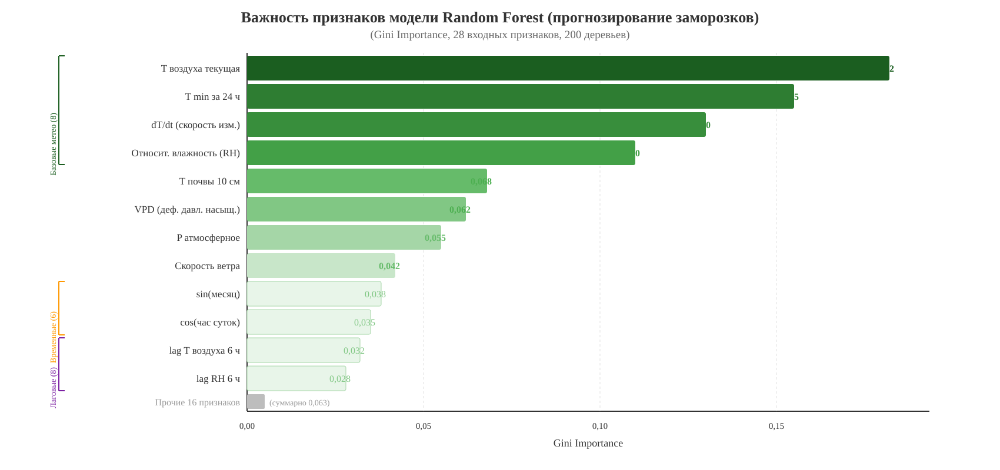 Важность признаков модели Random Forest (прогнозирование заморозков)
(Gini Importance, 28 входных признаков, 200 деревьев)
Базовые метео (8)
Временные (6)
Лаговые (8)
T воздуха текущая 2
T min за 24 ч 5
dT/dt (скорость изм.) 0
Относит. влажность (RH) 0
T почвы 10 см 0,068
VPD (деф. давл. насыщ.) 0,062
P атмосферное 0,055
Скорость ветра 0,042
sin(месяц) 0,038
cos(час суток) 0,035
lag T воздуха 6 ч 0,032
lag RH 6 ч 0,028
Прочие 16 признаков (суммарно 0,063)
0,00 0,05 0,10 0,15
Gini Importance